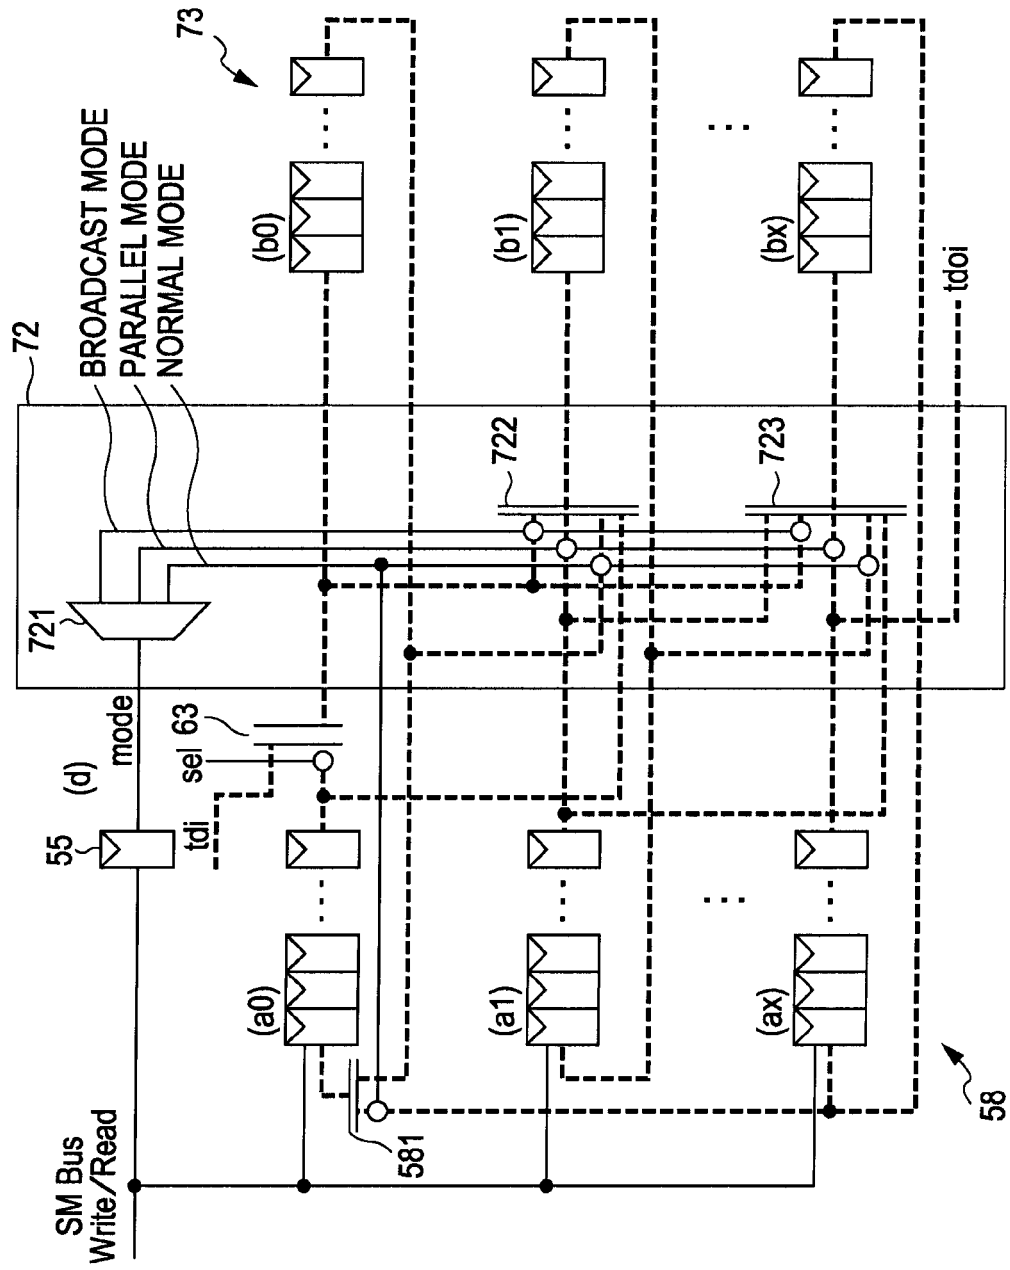 SM Bus
Write/Read
55
(d)
mode
721
72
BROADCAST MODE
PARALLEL MODE
NORMAL MODE
73
tdi
sel
63
(a0)
581
(b0)
(a1)
722
(b1)
(ax)
723
(bx)
tdoi
58